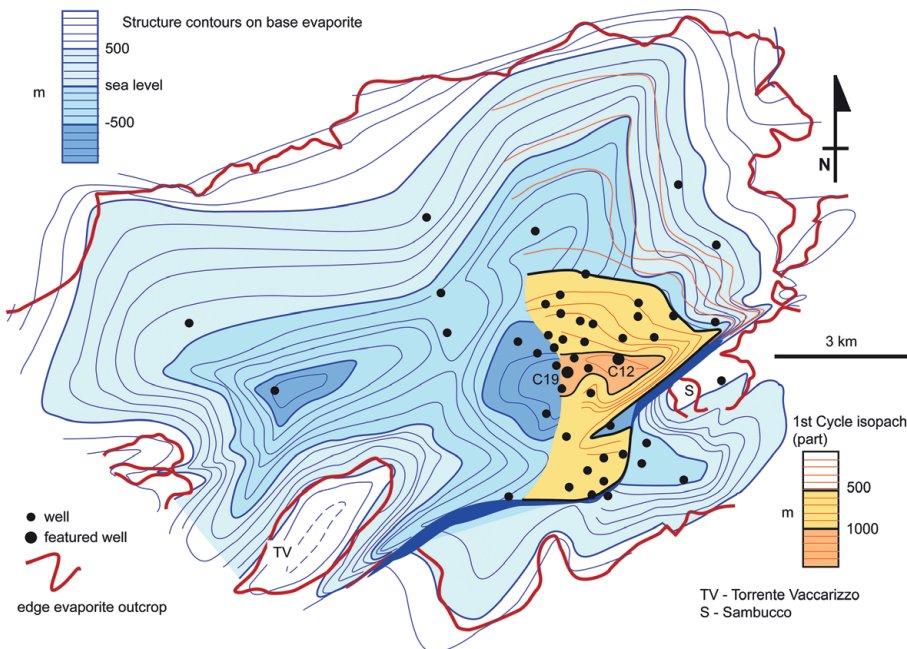 Structure contours on base evaporite
500
sea level
-500
m
N
3 km
C19
C12
S
1st Cycle isopach
(part)
500
m
1000
well
featured well
edge evaporite outcrop
TV
TV - Torrente Vaccarizzo
S - Sambucco